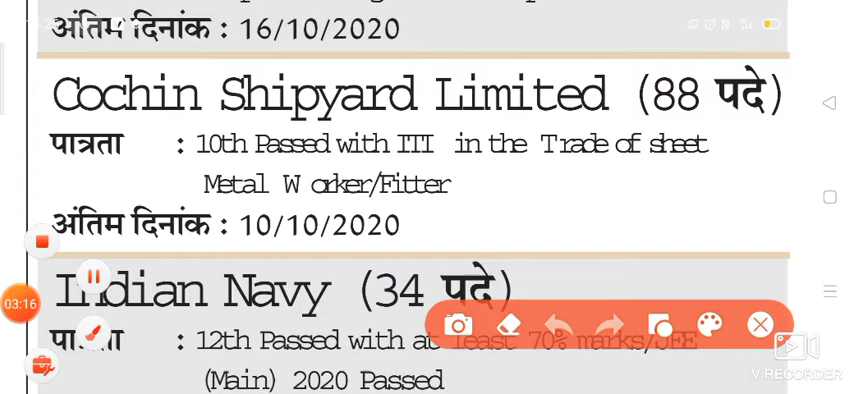 अंतिम दिनांक : 16/10/2020
Cochin Shipyard Limited (88 पदे)
पात्रता : 10th Passed with ITI in the Trade of sheet
Metal Worker/Fitter
अंतिम दिनांक : 10/10/2020
Indian Navy (34 पदे)
: 12th Passed with at least 70% marks/JEE
(Main) 2020 Passed
03:16
V RECORDER